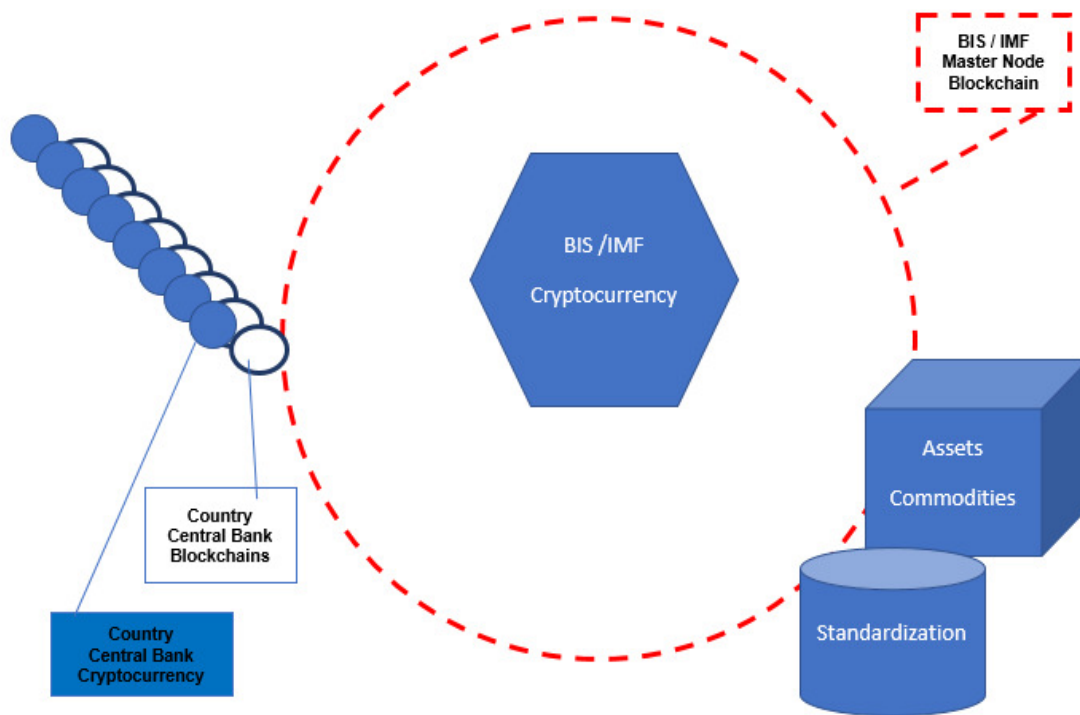 BIS / IMF
Master Node
Blockchain
BIS /IMF
Cryptocurrency
Assets
Commodities
Country
Central Bank
Blockchains
Standardization
Country
Central Bank
Cryptocurrency